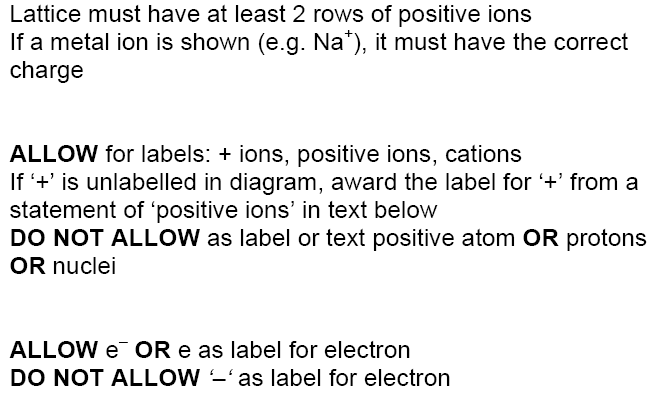 Lattice must have at least 2 rows of positive ions
If a metal ion is shown (e.g. Na⁺), it must have the correct
charge
ALLOW for labels: + ions, positive ions, cations
If ‘+’ is unlabelled in diagram, award the label for ‘+’ from a
statement of ‘positive ions’ in text below
DO NOT ALLOW as label or text positive atom OR protons
OR nuclei
ALLOW e⁻ OR e as label for electron
DO NOT ALLOW ‘–‘ as label for electron